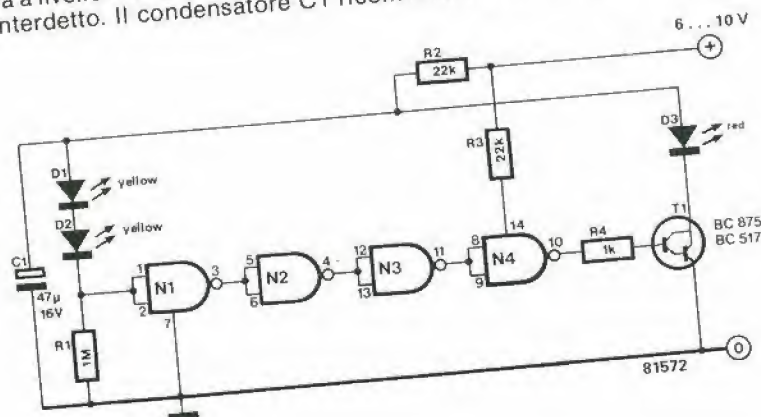 nterdetto. Il condensatore C1
6 ... 10 V
+
R2
22k
D1
yellow
D2
yellow
R3
22k
D3
red
T1
BC 875
BC 517
C1
47µ
16V
R1
1M
1
2
N1
3
7
5
6
N2
4
12
13
N3
11
8
9
14
N4
10
R4
1k
0
81572